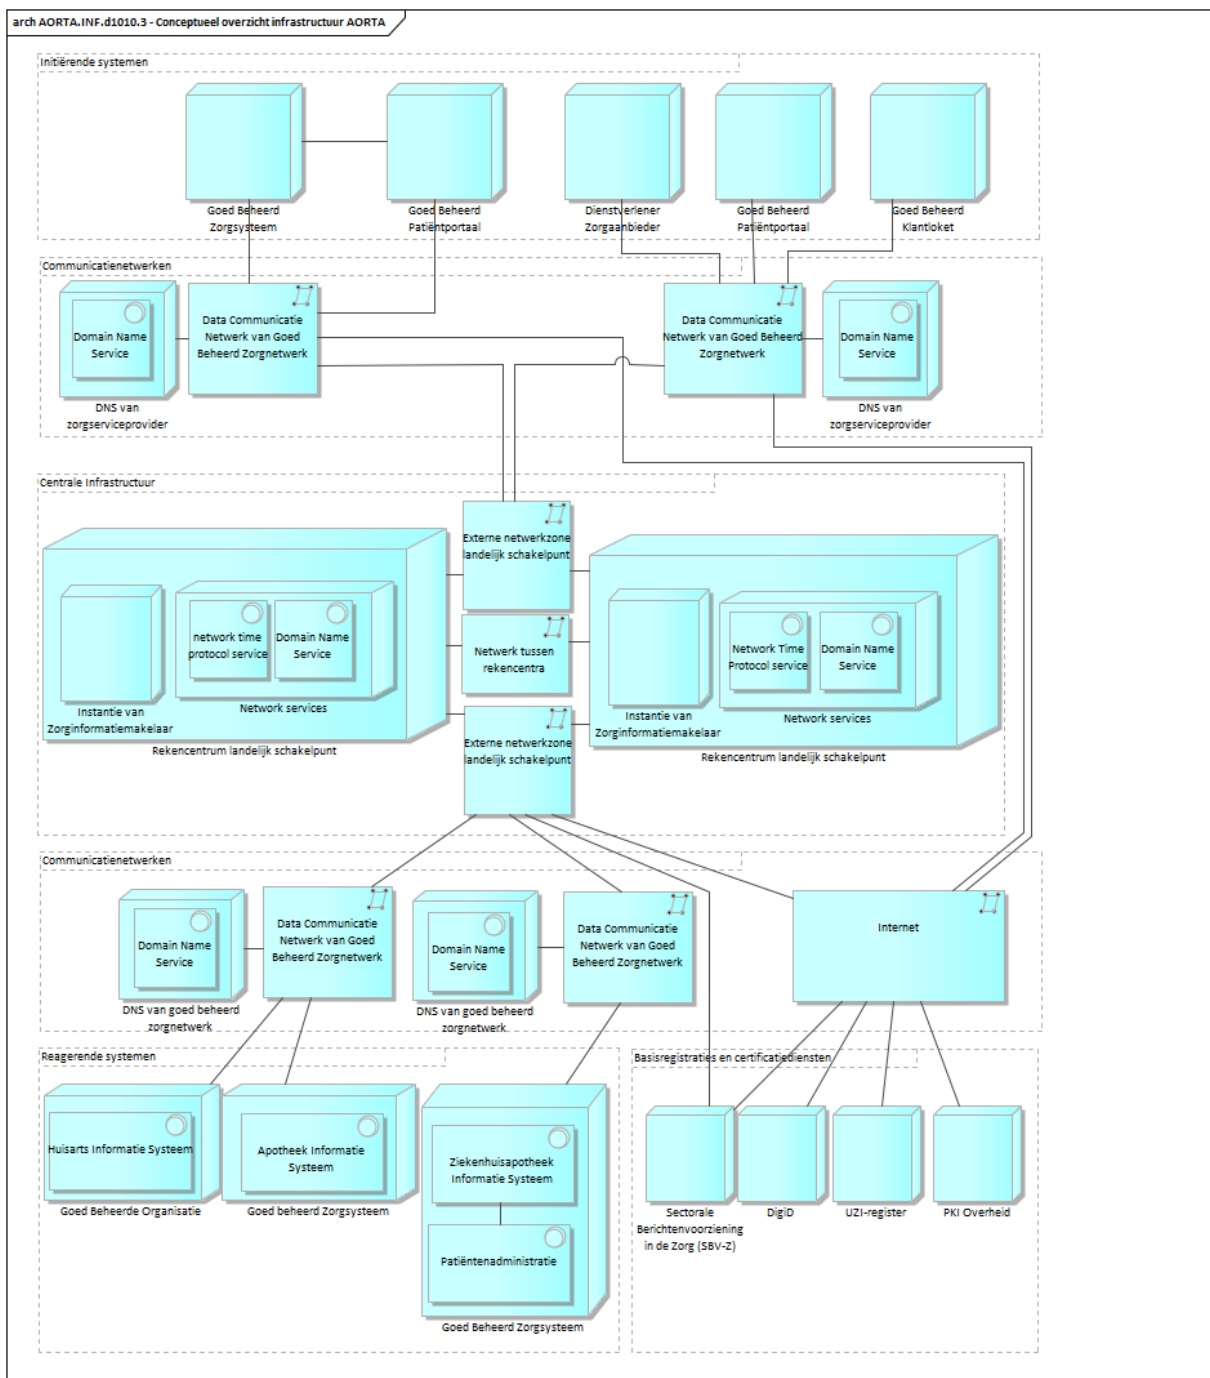 arch AORTA.INF.d1010.3 - Conceptueel overzicht infrastructuur AORTA
Initiërende systemen
Goed Beheerd
Zorgsysteem
Goed Beheerd
Patiëntportaal
Dienstverlener
Zorgaanbieder
Goed Beheerd
Patiëntportaal
Goed Beheerd
Klantloket
Communicatienetwerken
Domain Name
Service
DNS van
zorgserviceprovider
Data Communicatie
Netwerk van Goed
Beheerd Zorgnetwerk
Data Communicatie
Netwerk van Goed Beheerd
Zorgnetwerk
Domain Name
Service
DNS van
zorgserviceprovider
Centrale Infrastructuur
Externe netwerkzone
landelijk schakelpunt
Instantie van
Zorginformatiemakelaar
network time
protocol service
Domain Name
Service
Network services
Rekencentrum landelijk schakelpunt
Netwerk tussen
rekencentra
Instantie van
Zorginformatiemakelaar
Network Time
Protocol service
Domain Name
Service
Network services
Rekencentrum landelijk schakelpunt
Externe netwerkzone
landelijk schakelpunt
Communicatienetwerken
Domain Name
Service
DNS van goed beheerd
zorgnetwerk
Data Communicatie
Netwerk van Goed
Beheerd Zorgnetwerk
Domain Name
Service
DNS van goed beheerd
zorgnetwerk
Data Communicatie
Netwerk van Goed
Beheerd Zorgnetwerk
Internet
Reagerende systemen
Huisarts Informatie Systeem
Goed Beheerde Organisatie
Apotheek Informatie
Systeem
Goed beheerd Zorgsysteem
Ziekenhuisapotheek
Informatie Systeem
Patiëntenadministratie
Goed Beheerd Zorgsysteem
Basisregistraties en certificatiediensten
Sectorale
Berichtenvoorziening
in de Zorg (SBV-Z)
DigiD
UZI-register
PKI Overheid